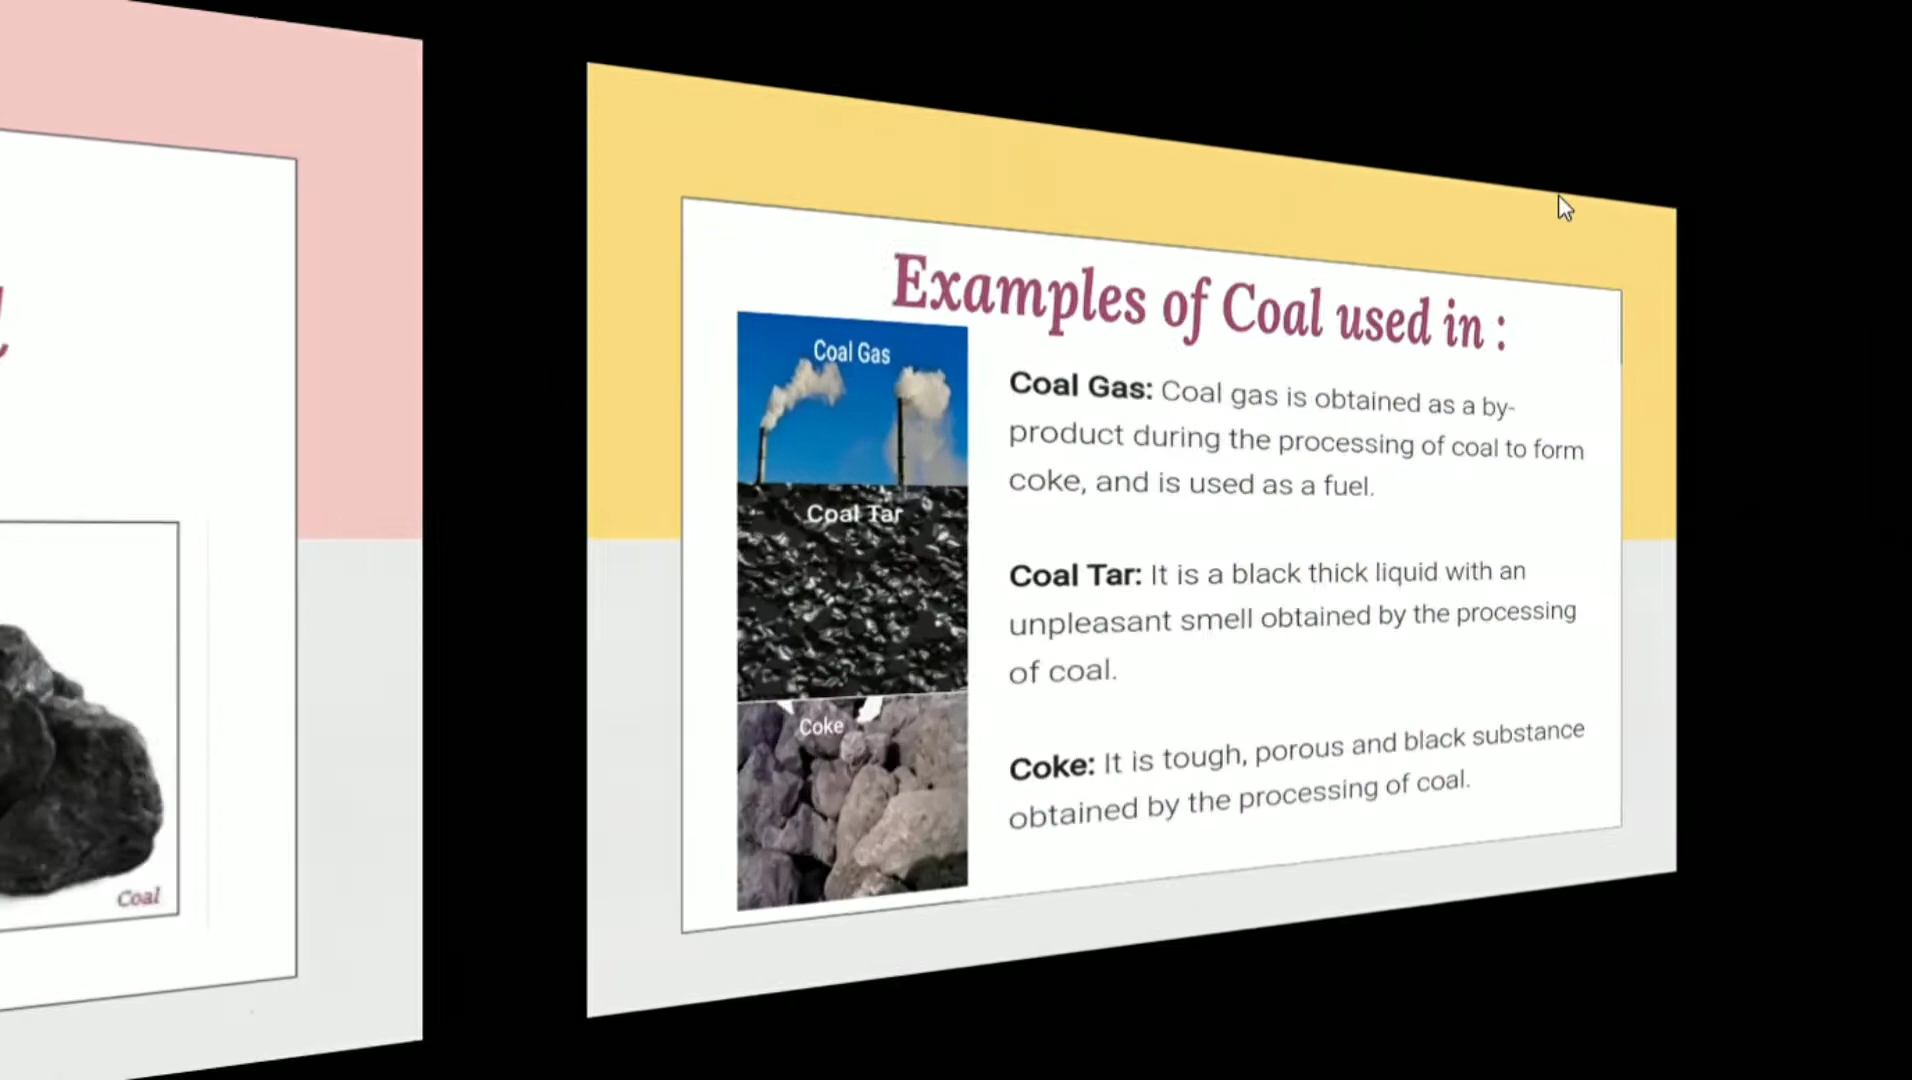 Coal
Examples of Coal used in :
Coal Gas
Coal Tar
Coke
Coal Gas: Coal gas is obtained as a by-
product during the processing of coal to form
coke, and is used as a fuel.
Coal Tar: It is a black thick liquid with an
unpleasant smell obtained by the processing
of coal.
Coke: It is tough, porous and black substance
obtained by the processing of coal.